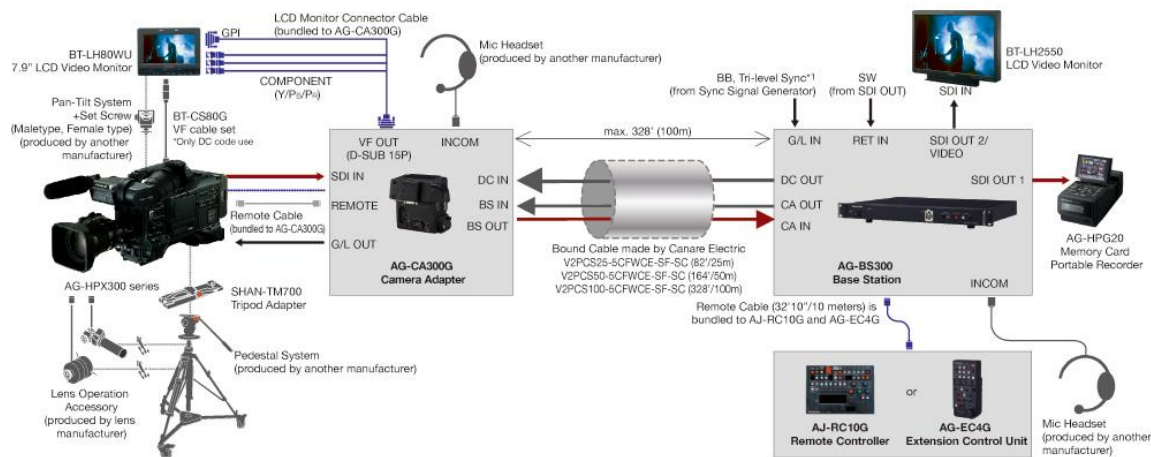 LCD Monitor Connector Cable
(bundled to AG-CA300G)
GPI
BT-LH80WU
7.9" LCD Video Monitor
COMPONENT
(Y/PB/PR)
Mic Headset
(produced by another manufacturer)
Pan-Tilt System
+Set Screw
(Maletype, Female type)
(produced by another
manufacturer)
BT-CS80G
VF cable set
*Only DC code use
VF OUT
(D-SUB 15P)
INCOM
SDI IN
REMOTE
G/L OUT
DC IN
BS IN
BS OUT
AG-CA300G
Camera Adapter
Remote Cable
(bundled to AG-CA300G)
AG-HPX300 series
SHAN-TM700
Tripod Adapter
Pedestal System
(produced by another manufacturer)
Lens Operation
Accessory
(produced by lens
manufacturer)
max. 328' (100m)
Bound Cable made by Canare Electric
V2PCS25-5CFWCE-SF-SC (82'/25m)
V2PCS50-5CFWCE-SF-SC (164'/50m)
V2PCS100-5CFWCE-SF-SC (328'/100m)
BB, Tri-level Sync*1
(from Sync Signal Generator)
SW
(from SDI OUT)
SDI IN
BT-LH2550
LCD Video Monitor
G/L IN
RET IN
SDI OUT 2/
VIDEO
DC OUT
CA OUT
CA IN
SDI OUT 1
AG-BS300
Base Station
INCOM
AG-HPG20
Memory Card
Portable Recorder
Remote Cable (32'10"/10 meters) is
bundled to AJ-RC10G and AG-EC4G
AJ-RC10G
Remote Controller
or
AG-EC4G
Extension Control Unit
Mic Headset
(produced by another
manufacturer)